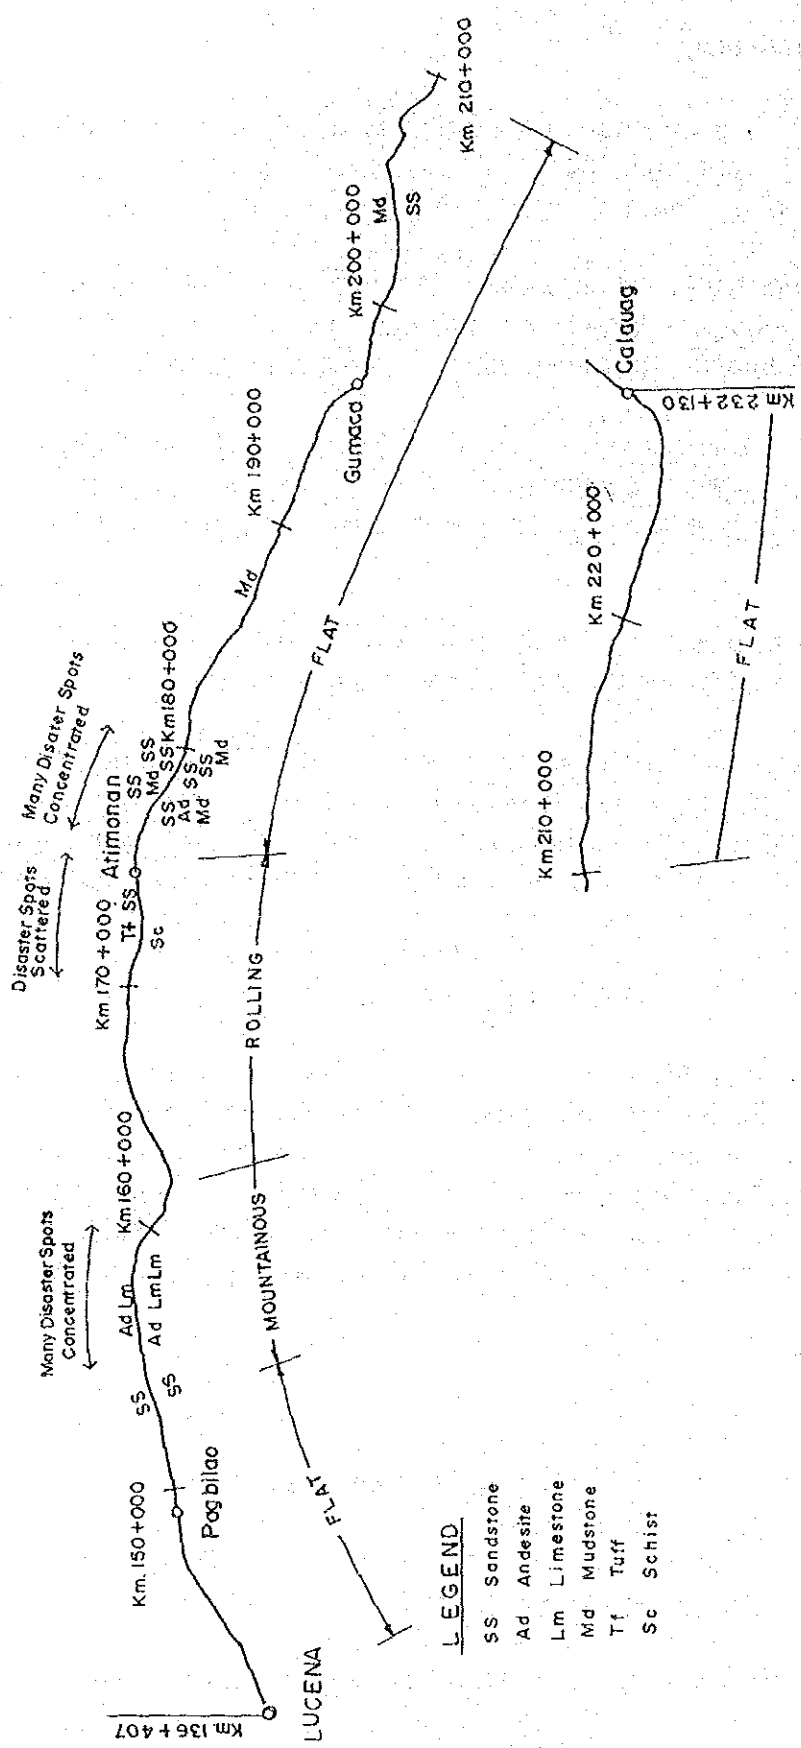 Km 136+407
LUCENA
Km. 150+000
Pagbilao
SS
SS
Many Disaster Spots
Concentrated
Ad Lm
Ad LmLm
Km 160+000
Disaster Spots
Scattered
Km 170+000
Tf SS
Sc
Atimonan
Many Disater Spots
Concentrated
SS
Md SS
SS SS Km180+000
Ad SS
Md SS
Md
Md
Km 190+000
Gumaca
Km 200+000
Md
SS
Km 210+000
FLAT
MOUNTAINOUS
ROLLING
FLAT
Km 210+000
Km 220+000
Calauag
Km 232+130
FLAT
LEGEND
SS Sandstone
Ad Andesite
Lm Limestone
Md Mudstone
Tf Tuff
Sc Schist